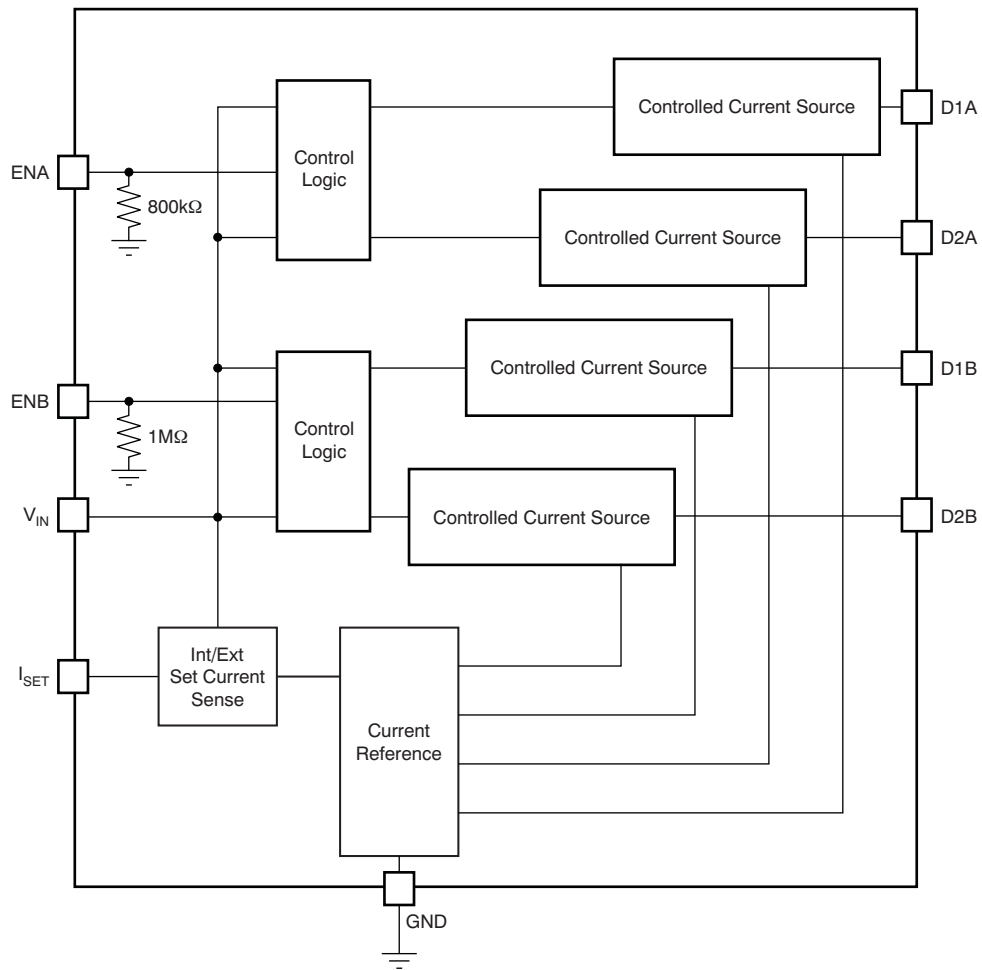 Controlled Current Source
D1A
Control
Logic
ENA
800kΩ
Controlled Current Source
D2A
Controlled Current Source
D1B
ENB
1MΩ
Control
Logic
VIN
Controlled Current Source
D2B
ISET
Int/Ext
Set Current
Sense
Current
Reference
GND